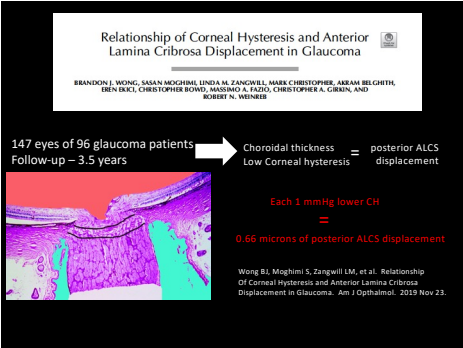 Relationship of Corneal Hysteresis and Anterior
Lamina Cribrosa Displacement in Glaucoma
BRANDON J. WONG, SASAN MOGHIMI, LINDA M. ZANGWILL, MARK CHRISTOPHER, AKRAM BELGHITH,
EREN EKICI, CHRISTOPHER BOWD, MASSIMO A. FAZIO, CHRISTOPHER A. GIRKIN, AND
ROBERT N. WEINREB
147 eyes of 96 glaucoma patients
Follow-up – 3.5 years
Choroidal thickness
Low Corneal hysteresis
=
posterior ALCS
displacement
Each 1 mmHg lower CH
=
0.66 microns of posterior ALCS displacement
Wong BJ, Moghimi S, Zangwill LM, et al. Relationship
Of Corneal Hysteresis and Anterior Lamina Cribrosa
Displacement in Glaucoma. Am J Opthalmol. 2019 Nov 23.